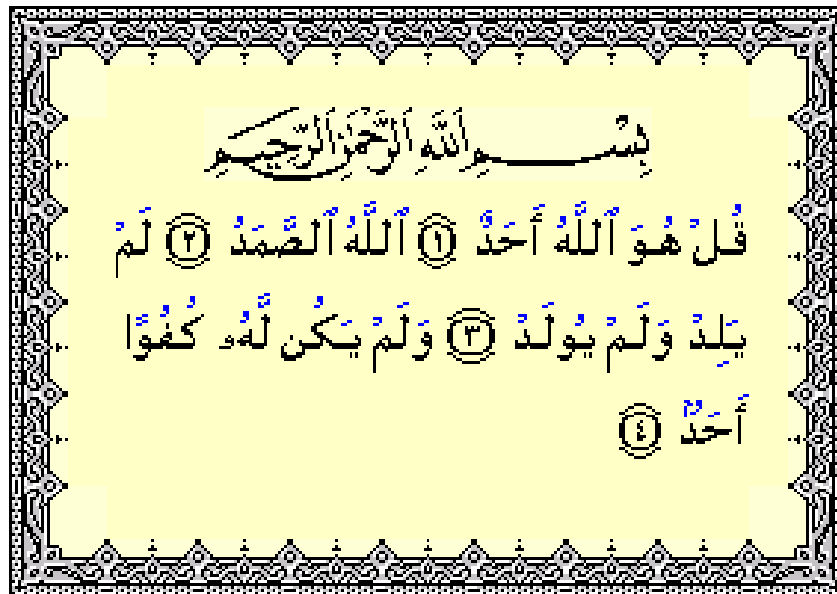 بِسْمِ اللَّهِ الرَّحْمَٰنِ الرَّحِيمِ
قُلْ هُوَ ٱللَّهُ أَحَدٌ ١ ٱللَّهُ ٱلصَّمَدُ ٢ لَمْ
يَلِدْ وَلَمْ يُولَدْ ٣ وَلَمْ يَكُن لَّهُۥ كُفُوًا
أَحَدٌۢ ٤